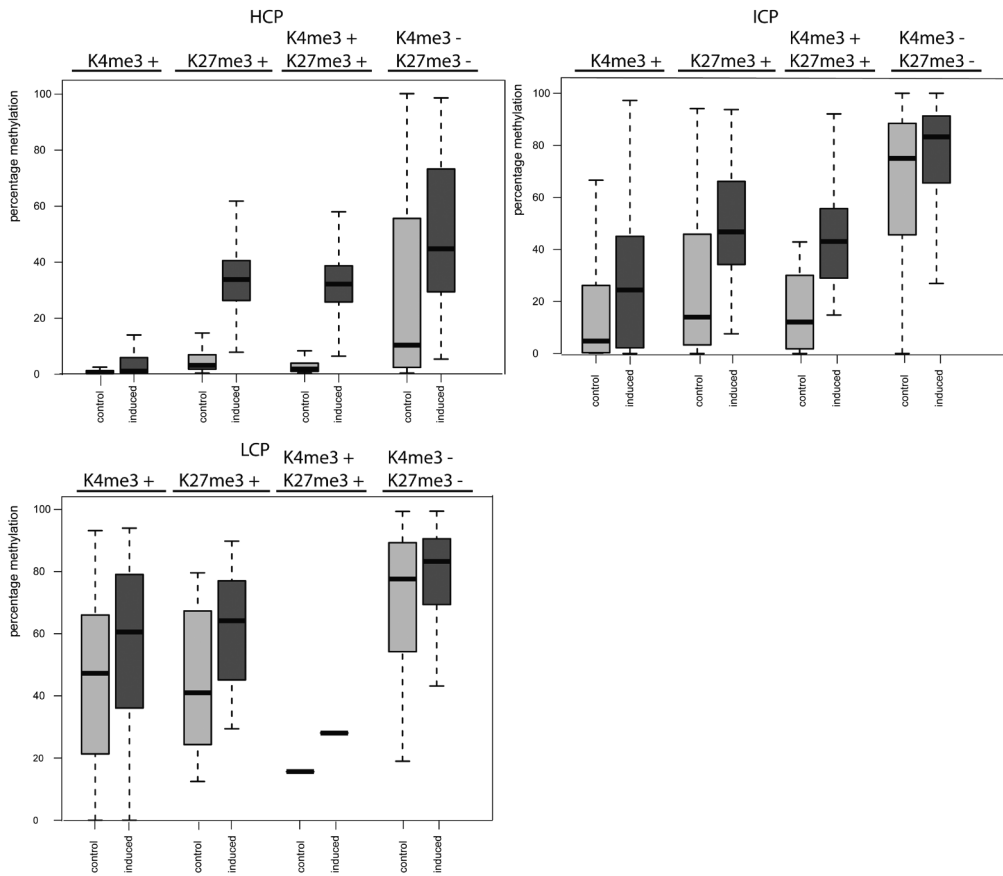 HCP
K4me3 +
K27me3 +
K4me3 +
K27me3 +
K4me3 -
K27me3 -
percentage methylation
100
80
60
40
20
0
control
induced
control
induced
control
induced
control
induced
ICP
K4me3 +
K27me3 +
K4me3 +
K27me3 +
K4me3 -
K27me3 -
percentage methylation
100
80
60
40
20
0
control
induced
control
induced
control
induced
control
induced
LCP
K4me3 +
K27me3 +
K4me3 +
K27me3 +
K4me3 -
K27me3 -
percentage methylation
100
80
60
40
20
0
control
induced
control
induced
control
induced
control
induced